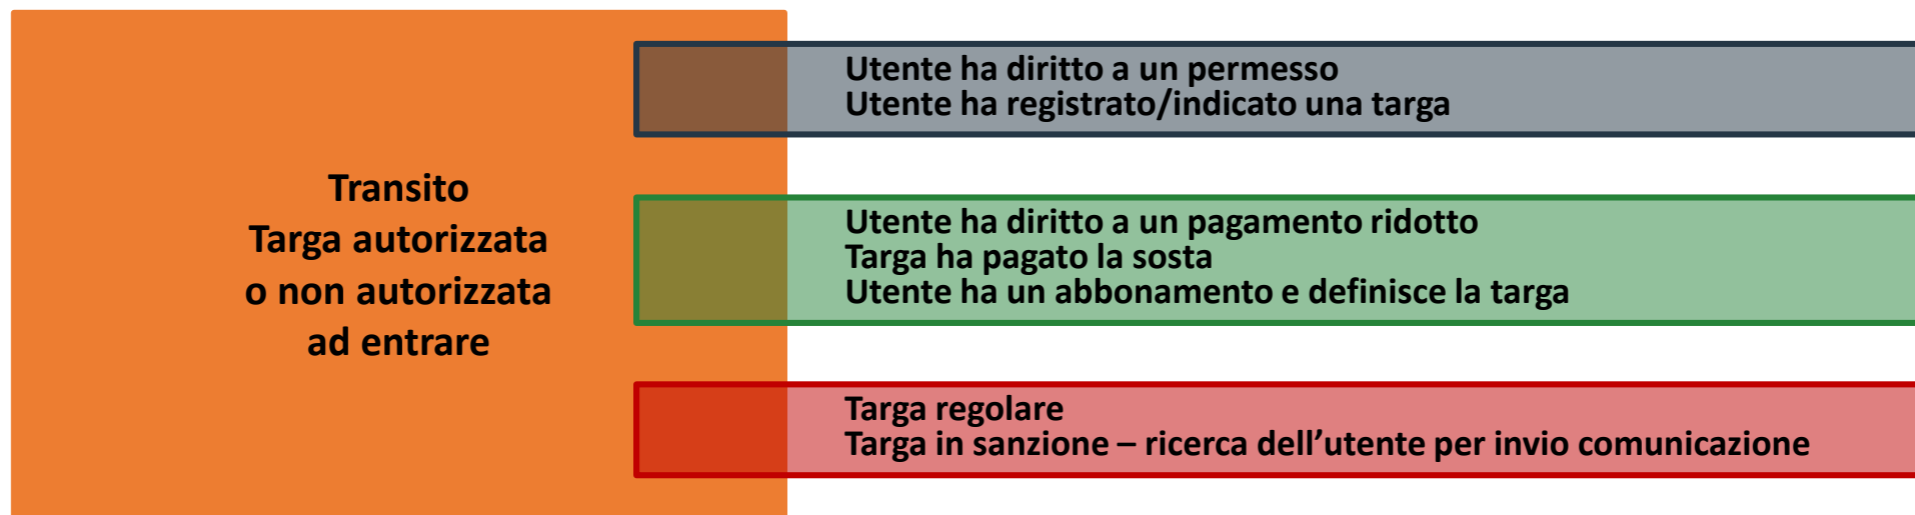 Transito
Targa autorizzata
o non autorizzata
ad entrare
Utente ha diritto a un permesso
Utente ha registrato/indicato una targa
Utente ha diritto a un pagamento ridotto
Targa ha pagato la sosta
Utente ha un abbonamento e definisce la targa
Targa regolare
Targa in sanzione – ricerca dell’utente per invio comunicazione